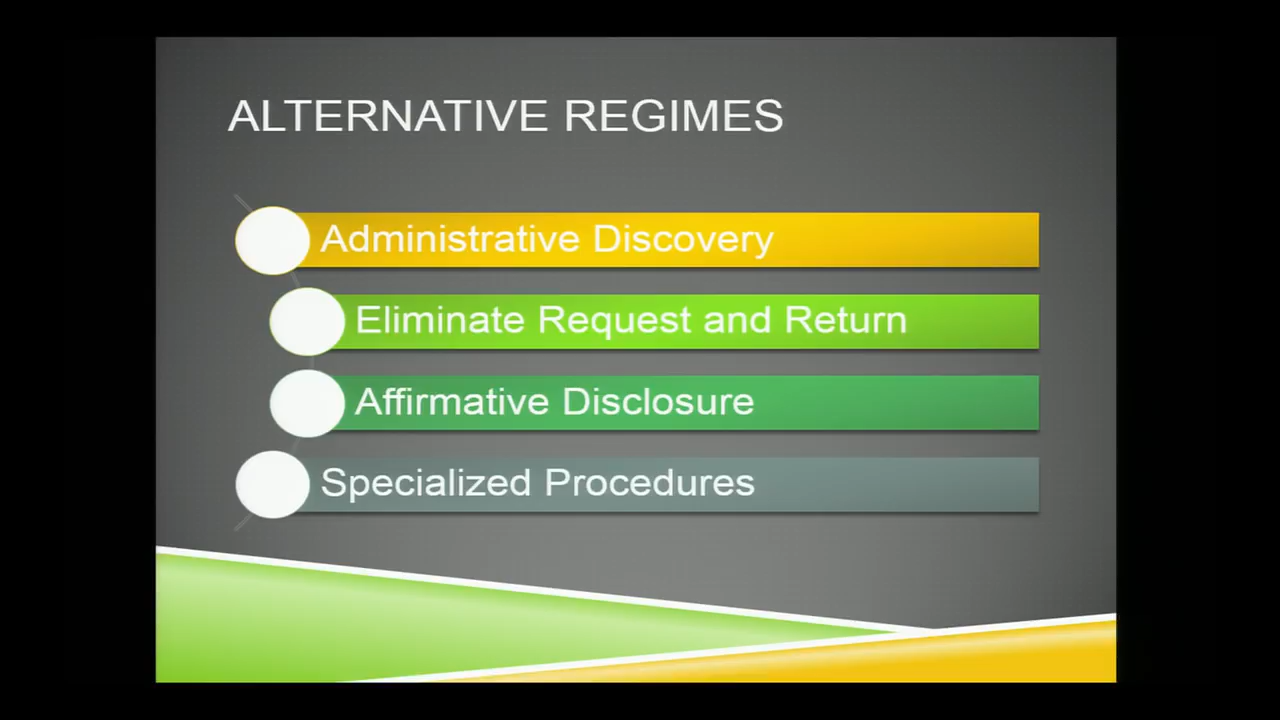 ALTERNATIVE REGIMES
Administrative Discovery
Eliminate Request and Return
Affirmative Disclosure
Specialized Procedures